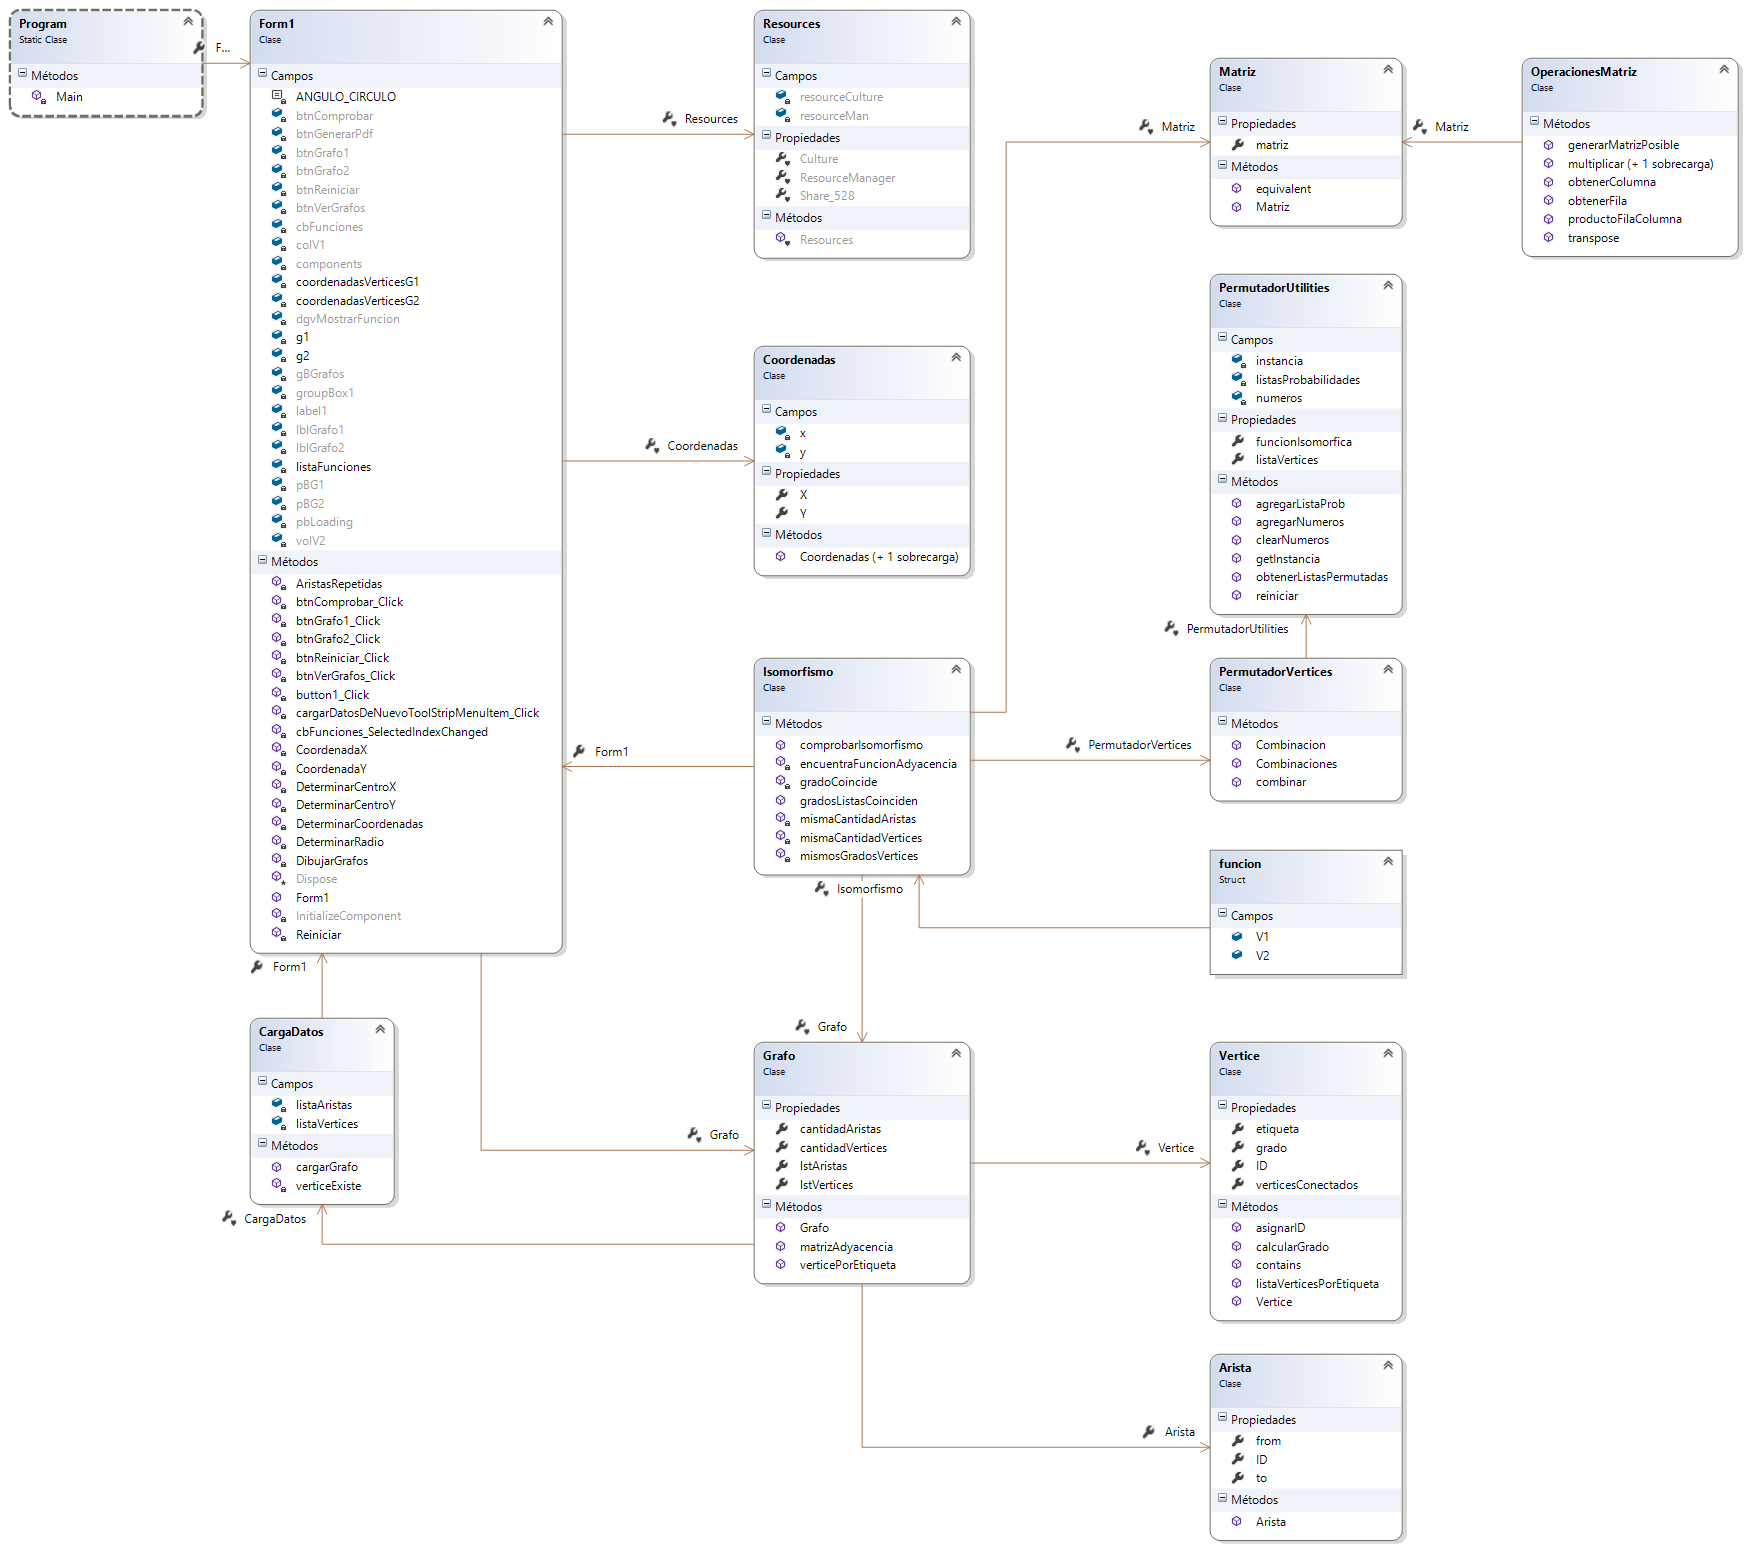 Program
Static Clase
Métodos
Main
F...
Form1
Clase
Campos
ANGULO_CIRCULO
btnComprobar
btnGenerarPdf
btnGrafo1
btnGrafo2
btnReiniciar
btnVerGrafos
cbFunciones
colV1
components
coordenadasVerticesG1
coordenadasVerticesG2
dgvMostrarFuncion
g1
g2
gBGrafos
groupBox1
label1
lblGrafo1
lblGrafo2
listaFunciones
pBG1
pBG2
pbLoading
volV2
Métodos
AristasRepetidas
btnComprobar_Click
btnGrafo1_Click
btnGrafo2_Click
btnReiniciar_Click
btnVerGrafos_Click
button1_Click
cargarDatosDeNuevoToolStripMenuItem_Click
cbFunciones_SelectedIndexChanged
CoordenadaX
CoordenadaY
DeterminarCentroX
DeterminarCentroY
DeterminarCoordenadas
DeterminarRadio
DibujarGrafos
Dispose
Form1
InitializeComponent
Reiniciar
Form1
CargaDatos
Clase
Campos
listaAristas
listaVertices
Métodos
cargarGrafo
verticeExiste
CargaDatos
Resources
Resources
Clase
Campos
resourceCulture
resourceMan
Propiedades
Culture
ResourceManager
Share_528
Métodos
Resources
Coordenadas
Coordenadas
Clase
Campos
x
y
Propiedades
X
Y
Métodos
Coordenadas (+ 1 sobrecarga)
Form1
Isomorfismo
Clase
Métodos
comprobarIsomorfismo
encuentraFuncionAdyacencia
gradoCoincide
gradosListasCoinciden
mismaCantidadAristas
mismaCantidadVertices
mismosGradosVertices
Isomorfismo
Grafo
Grafo
Grafo
Clase
Propiedades
cantidadAristas
cantidadVertices
lstAristas
lstVertices
Métodos
Grafo
matrizAdyacencia
verticePorEtiqueta
Matriz
Matriz
Clase
Propiedades
matriz
Métodos
equivalent
Matriz
Matriz
OperacionesMatriz
Clase
Métodos
generarMatrizPosible
multiplicar (+ 1 sobrecarga)
obtenerColumna
obtenerFila
productoFilaColumna
transpose
PermutadorUtilities
Clase
Campos
instancia
listasProbabilidades
numeros
Propiedades
funcionIsomorfica
listaVertices
Métodos
agregarListaProb
agregarNumeros
clearNumeros
getInstancia
obtenerListasPermutadas
reiniciar
PermutadorUtilities
PermutadorVertices
PermutadorVertices
Clase
Métodos
Combinacion
Combinaciones
combinar
funcion
Struct
Campos
V1
V2
Vertice
Vertice
Clase
Propiedades
etiqueta
grado
ID
verticesConectados
Métodos
asignarID
calcularGrado
contains
listaVerticesPorEtiqueta
Vertice
Arista
Arista
Clase
Propiedades
from
ID
to
Métodos
Arista